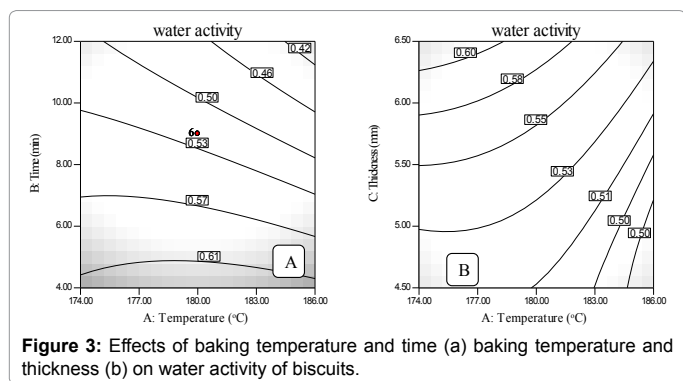 water activity
12.00
10.00
8.00
6.00
4.00
B: Time (min)
0.42
0.46
0.50
6
0.53
0.57
0.61
A
174.00 177.00 180.00 183.00 186.00
A: Temperature (°C)
water activity
6.50
6.00
5.50
5.00
4.50
C: Thickness (mm)
0.60
0.58
0.55
0.53
0.51
0.50
0.50
B
174.00 177.00 180.00 183.00 186.00
A: Temperature (°C)
Figure 3: Effects of baking temperature and time (a) baking temperature and
thickness (b) on water activity of biscuits.